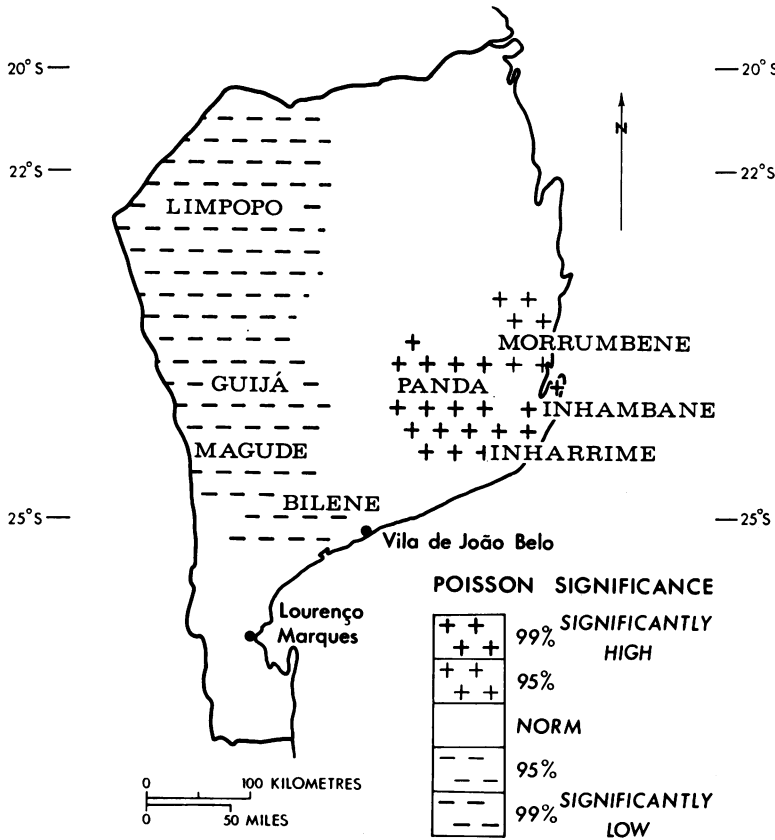 20°S
20°S
N
22°S
22°S
LIMPOPO
MORRUMBENE
GUIJÁ
PANDA
INHAMBANE
MAGUDE
INHARRIME
BILENE
25°S
25°S
Vila de João Belo
POISSON SIGNIFICANCE
Lourenço
Marques
99% SIGNIFICANTLY
HIGH
95%
NORM
95%
99% SIGNIFICANTLY
LOW
0 100 KILOMETRES
0 50 MILES